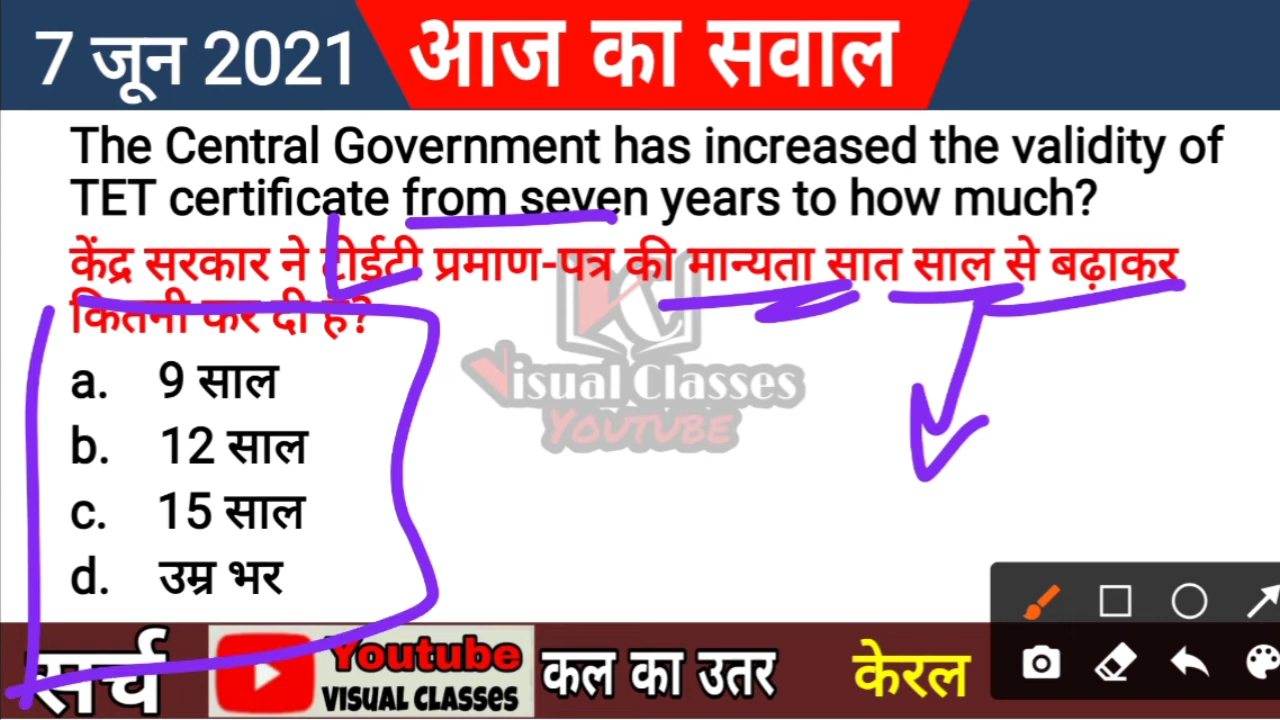 7 जून 2021
आज का सवाल
The Central Government has increased the validity of
TET certificate from seven years to how much?
केंद्र सरकार ने टीईटी प्रमाण-पत्र की मान्यता सात साल से बढ़ाकर
कितनी कर दी है?
Visual Classes
YOUTUBE
a. 9 साल
b. 12 साल
c. 15 साल
d. उम्र भर
सर्च
Youtube
VISUAL CLASSES
कल का उतर
केरल